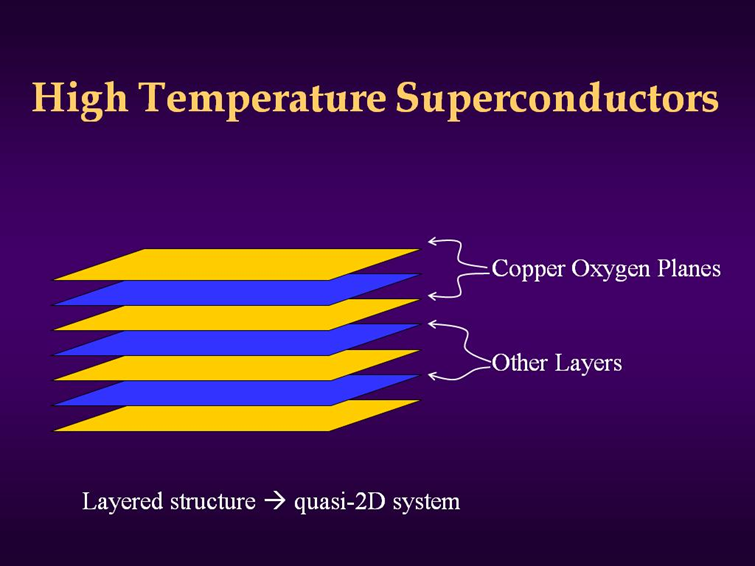 High Temperature Superconductors
Copper Oxygen Planes
Other Layers
Layered structure → quasi-2D system